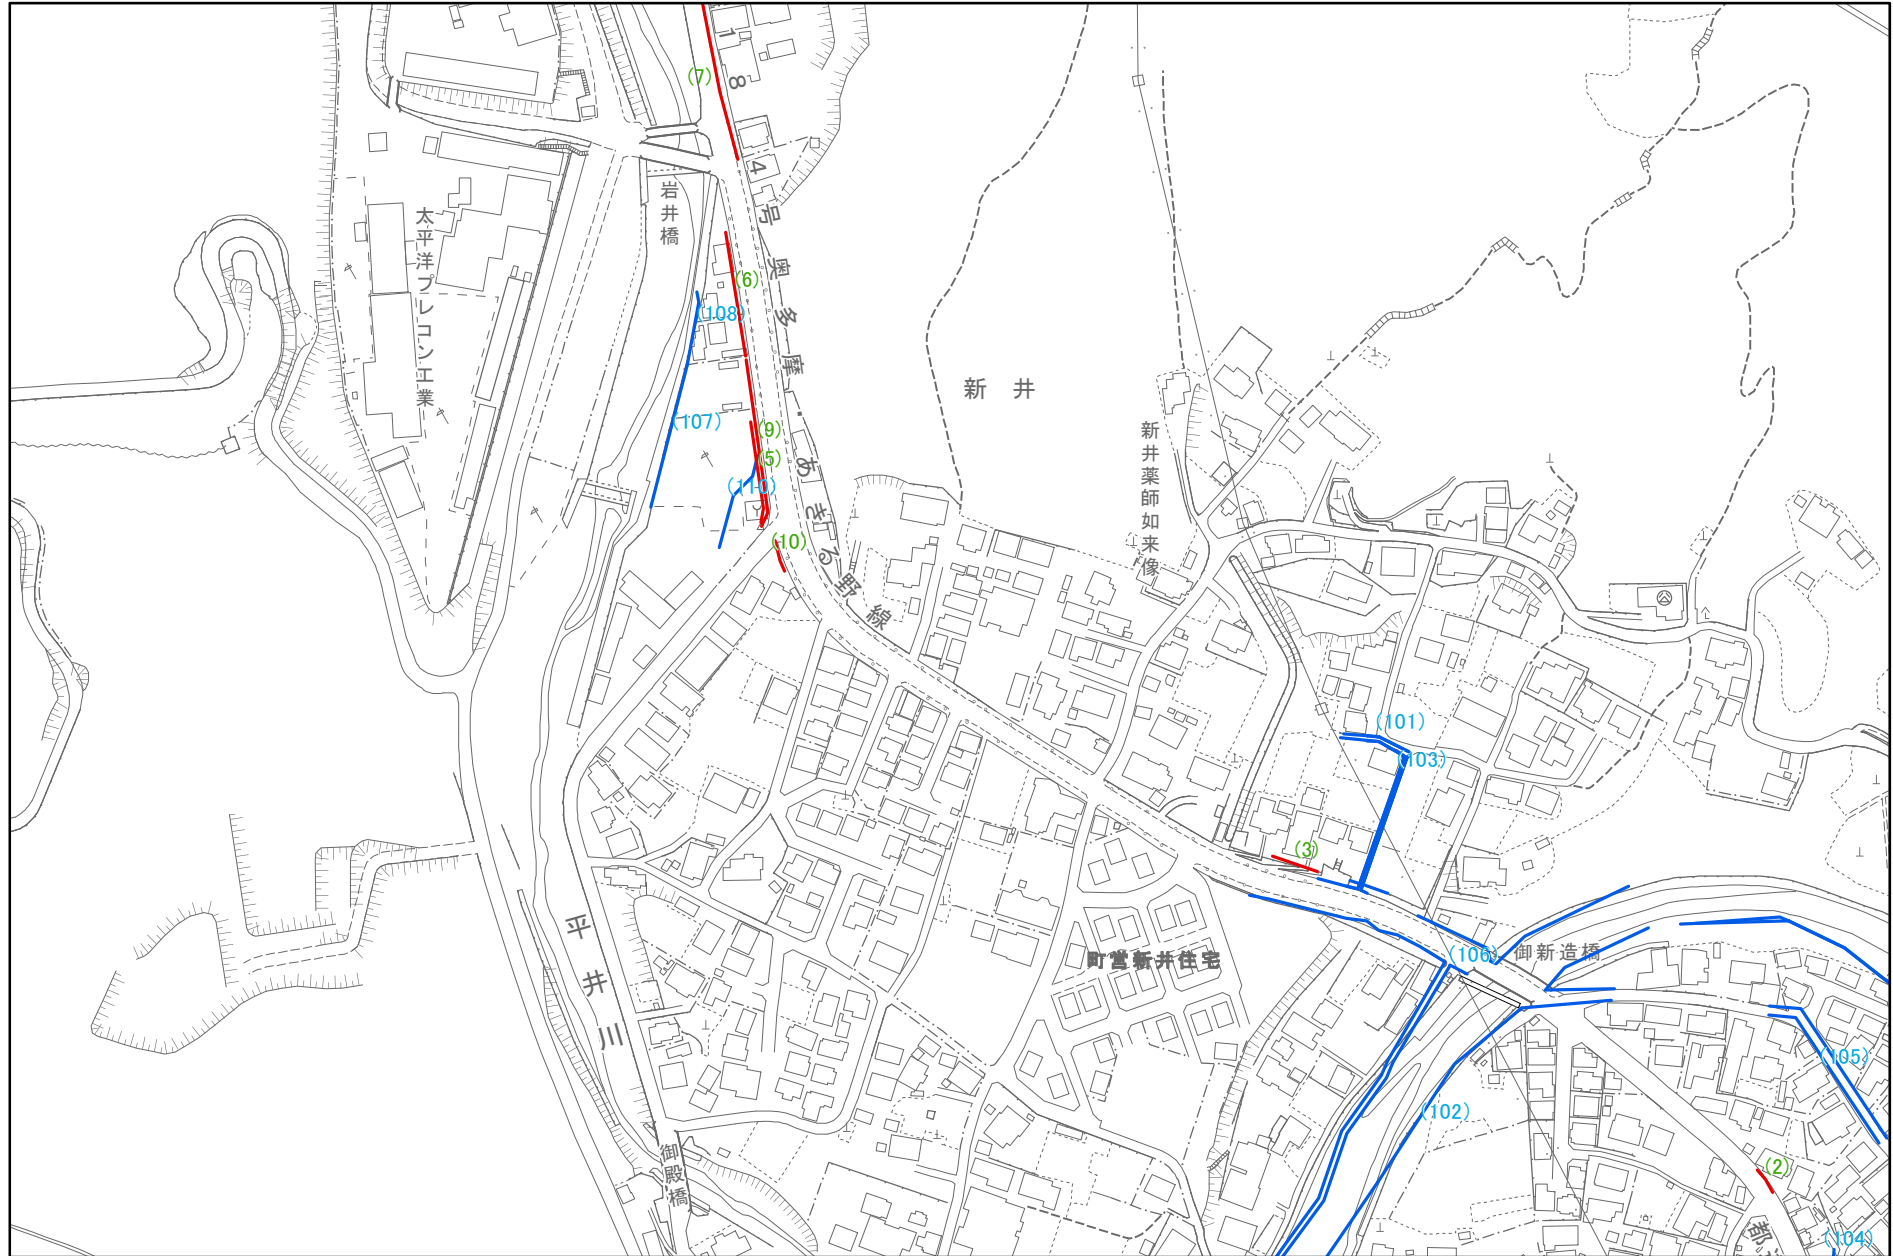 (7)
184号奥多摩・あきる野線
岩井橋
太平洋プレコン工業
(6)
(108)
新井
(107)
(9)
(5)
(110)
(10)
新井薬師如来像
(101)
(103)
(3)
平井川
町営新井住宅
(106)
御新造橋
(105)
(102)
御殿橋
(2)
都
(104)